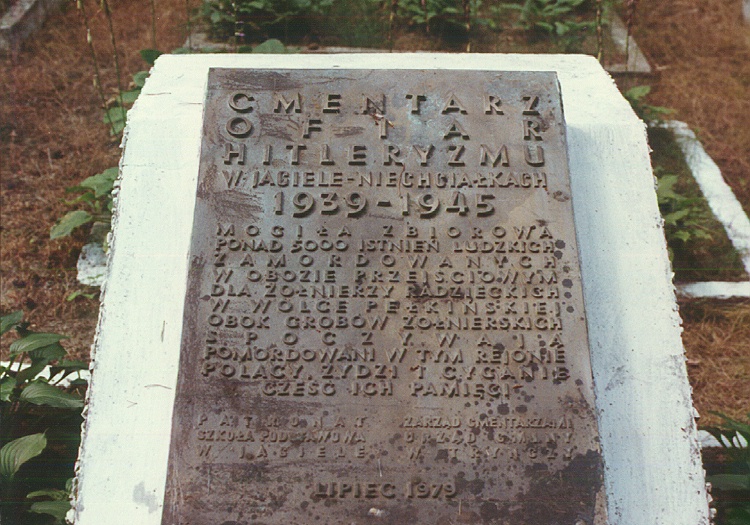 CMENTARZ
OFIAR
HITLERYZMU
W JAGIELE-NIECHCIAŁKACH
1939-1945
MOGIŁA ZBIOROWA
PONAD 5000 ISTNIEŃ LUDZKICH
ZAMORDOWANYCH
W OBOZIE PRZEJŚCIOWYM
DLA ŻOŁNIERZY RADZIECKICH
W WÓLCE PEŁKIŃSKIEJ
OBOK GROBÓW ŻOŁNIERSKICH
SPOCZYWAJĄ
POMORDOWANI W TYM REJONIE
POLACY, ŻYDZI I CYGANIE
CZEŚĆ ICH PAMIĘCI
PATRONAT
SZKOŁA PODSTAWOWA
W JAGIELE
ZARZĄD CMENTARZAMI
URZĄD GMINY
W TRYŃCZY
LIPIEC 1979